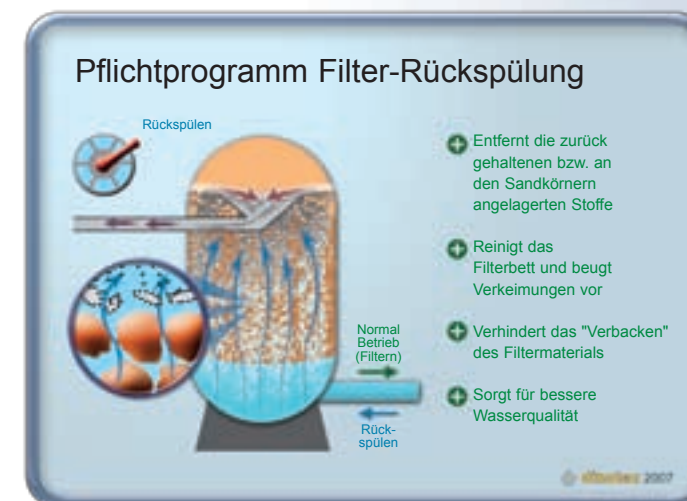 Pflichtprogramm Filter-Rückspülung
Rückspülen
Entfernt die zurück
gehaltenen bzw. an
den Sandkörnern
angelagerten Stoffe
Reinigt das
Filterbett und beugt
Verkeimungen vor
Verhindert das "Verbacken"
des Filtermaterials
Sorgt für bessere
Wasserqualität
Normal
Betrieb
(Filtern)
Rück-
spülen
2007